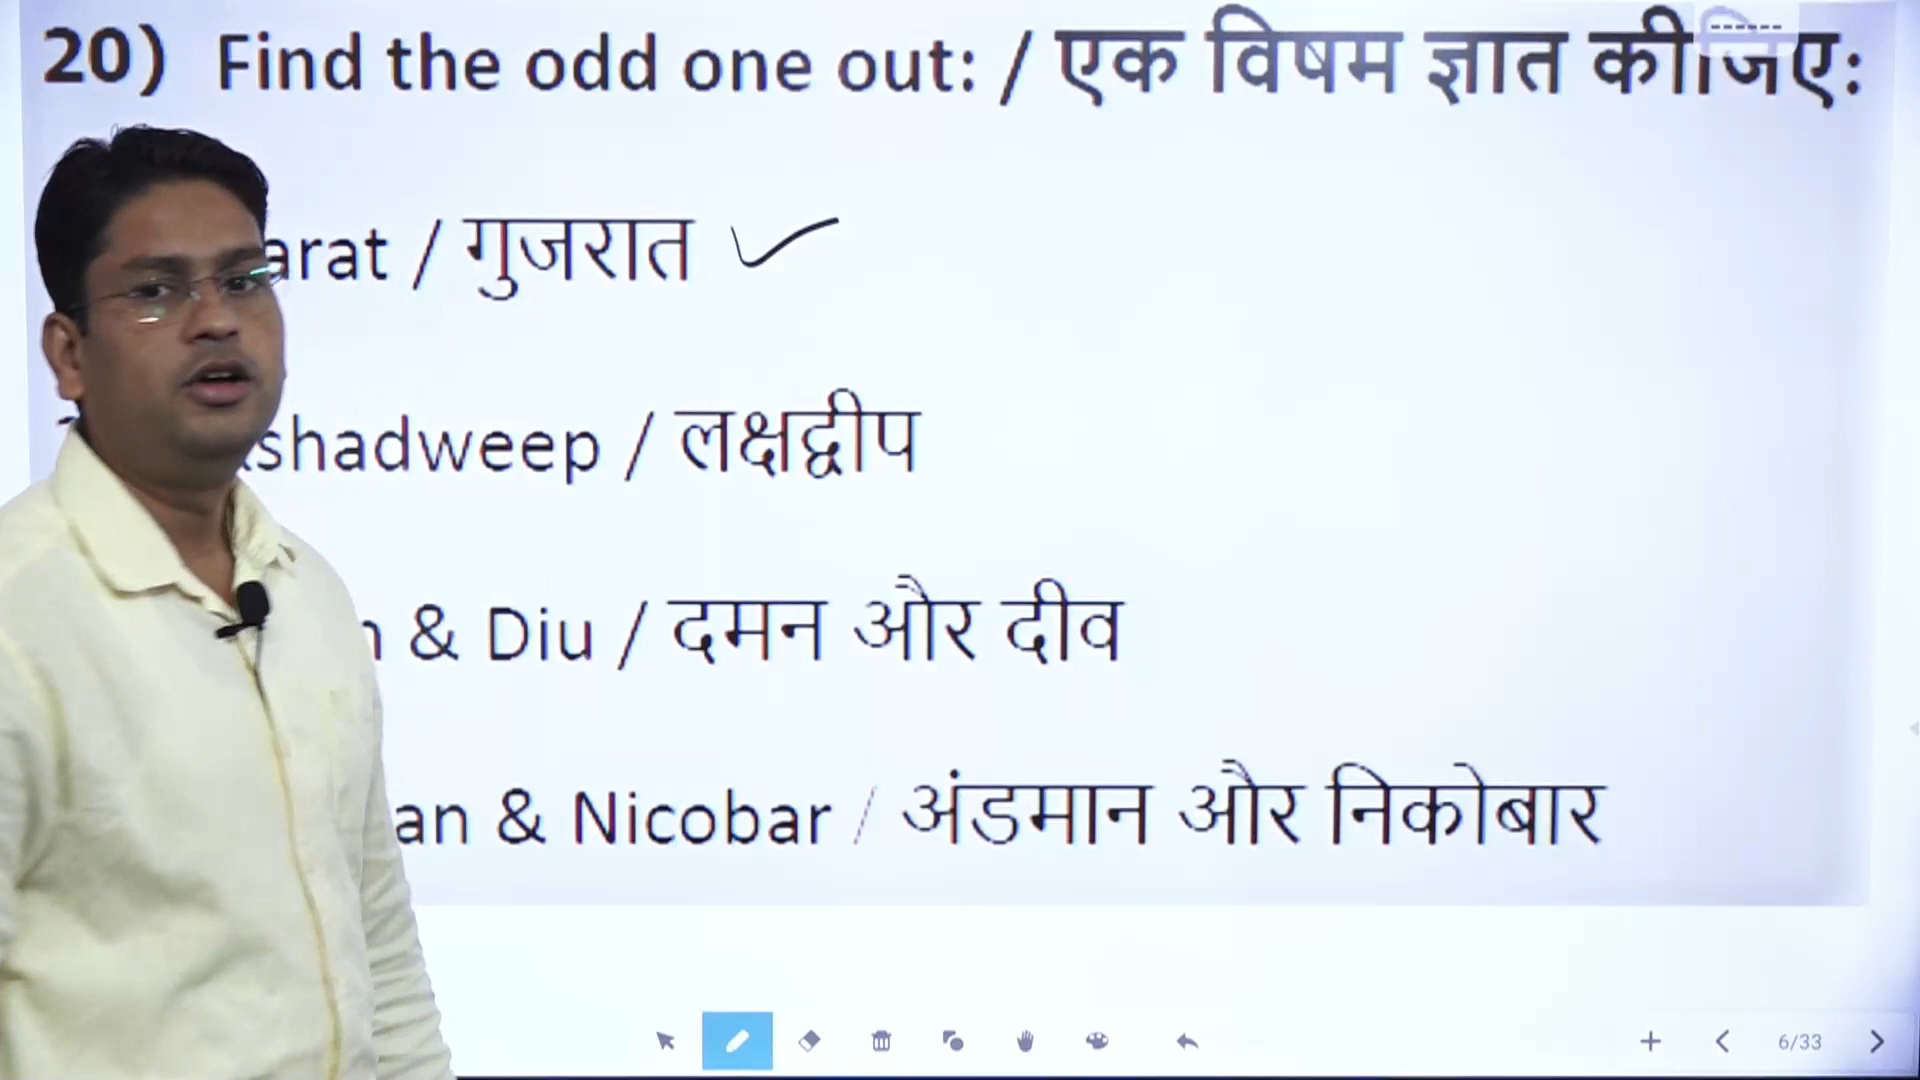 20) Find the odd one out: / एक विषम ज्ञात कीजिए:
arat / गुजरात
shadweep / लक्षद्वीप
& Diu / दमन और दीव
an & Nicobar / अंडमान और निकोबार
6/33